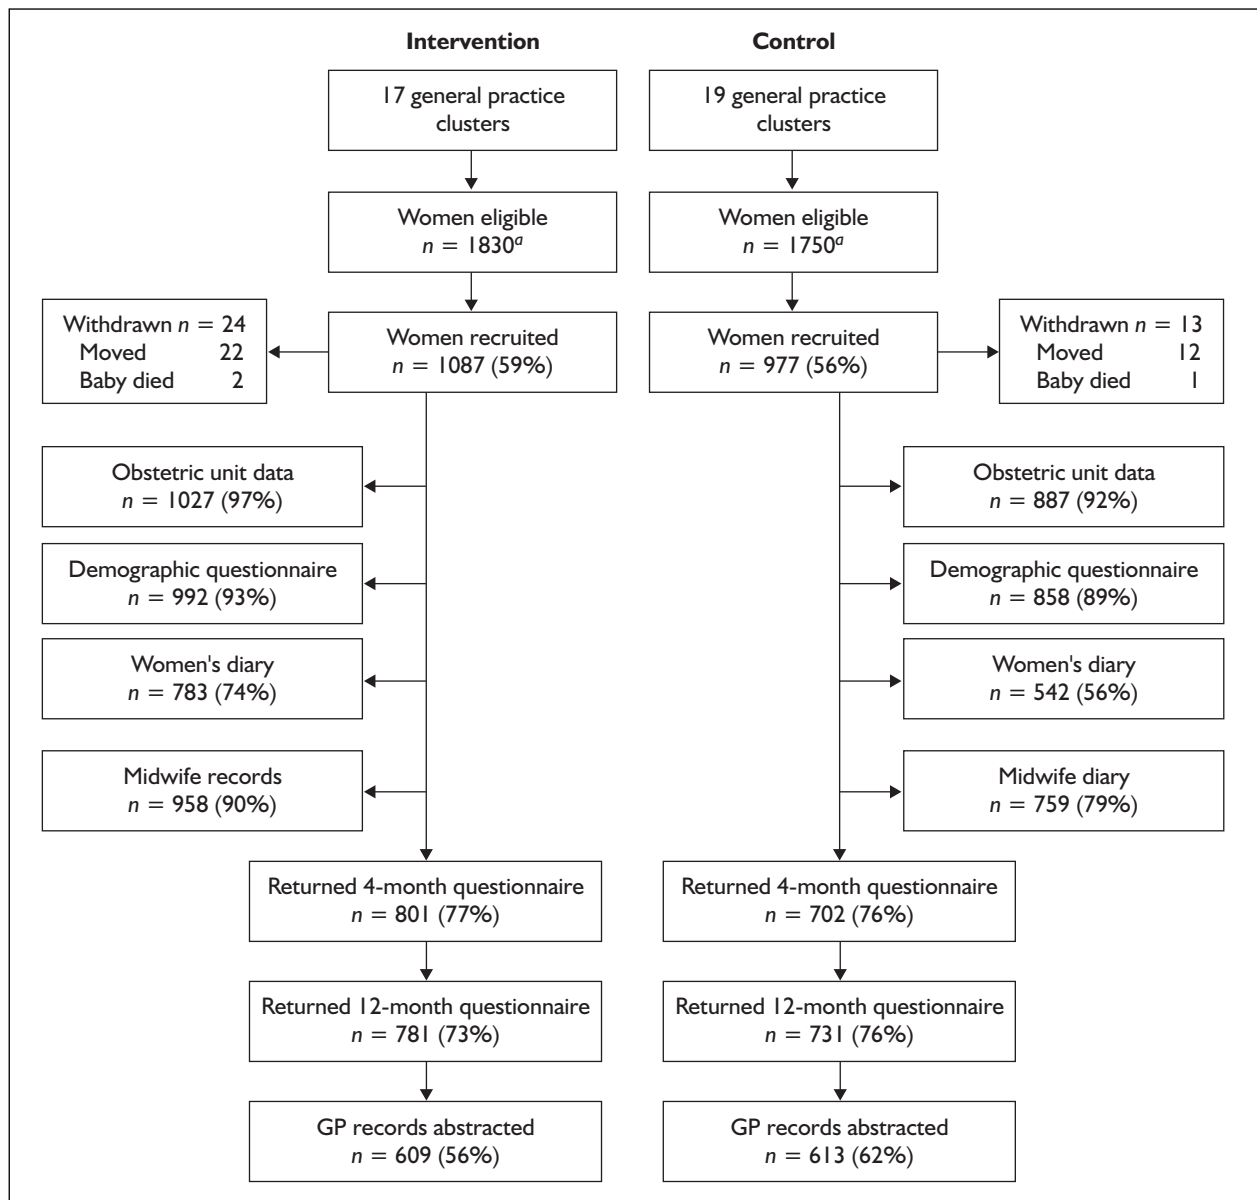 Intervention
Control
17 general practice
clusters
19 general practice
clusters
Women eligible
n = 1830a
Women eligible
n = 1750a
Withdrawn n = 24
Moved 22
Baby died 2
Women recruited
n = 1087 (59%)
Women recruited
n = 977 (56%)
Withdrawn n = 13
Moved 12
Baby died 1
Obstetric unit data
n = 1027 (97%)
Obstetric unit data
n = 887 (92%)
Demographic questionnaire
n = 992 (93%)
Demographic questionnaire
n = 858 (89%)
Women's diary
n = 783 (74%)
Women's diary
n = 542 (56%)
Midwife records
n = 958 (90%)
Midwife diary
n = 759 (79%)
Returned 4-month questionnaire
n = 801 (77%)
Returned 4-month questionnaire
n = 702 (76%)
Returned 12-month questionnaire
n = 781 (73%)
Returned 12-month questionnaire
n = 731 (76%)
GP records abstracted
n = 609 (56%)
GP records abstracted
n = 613 (62%)